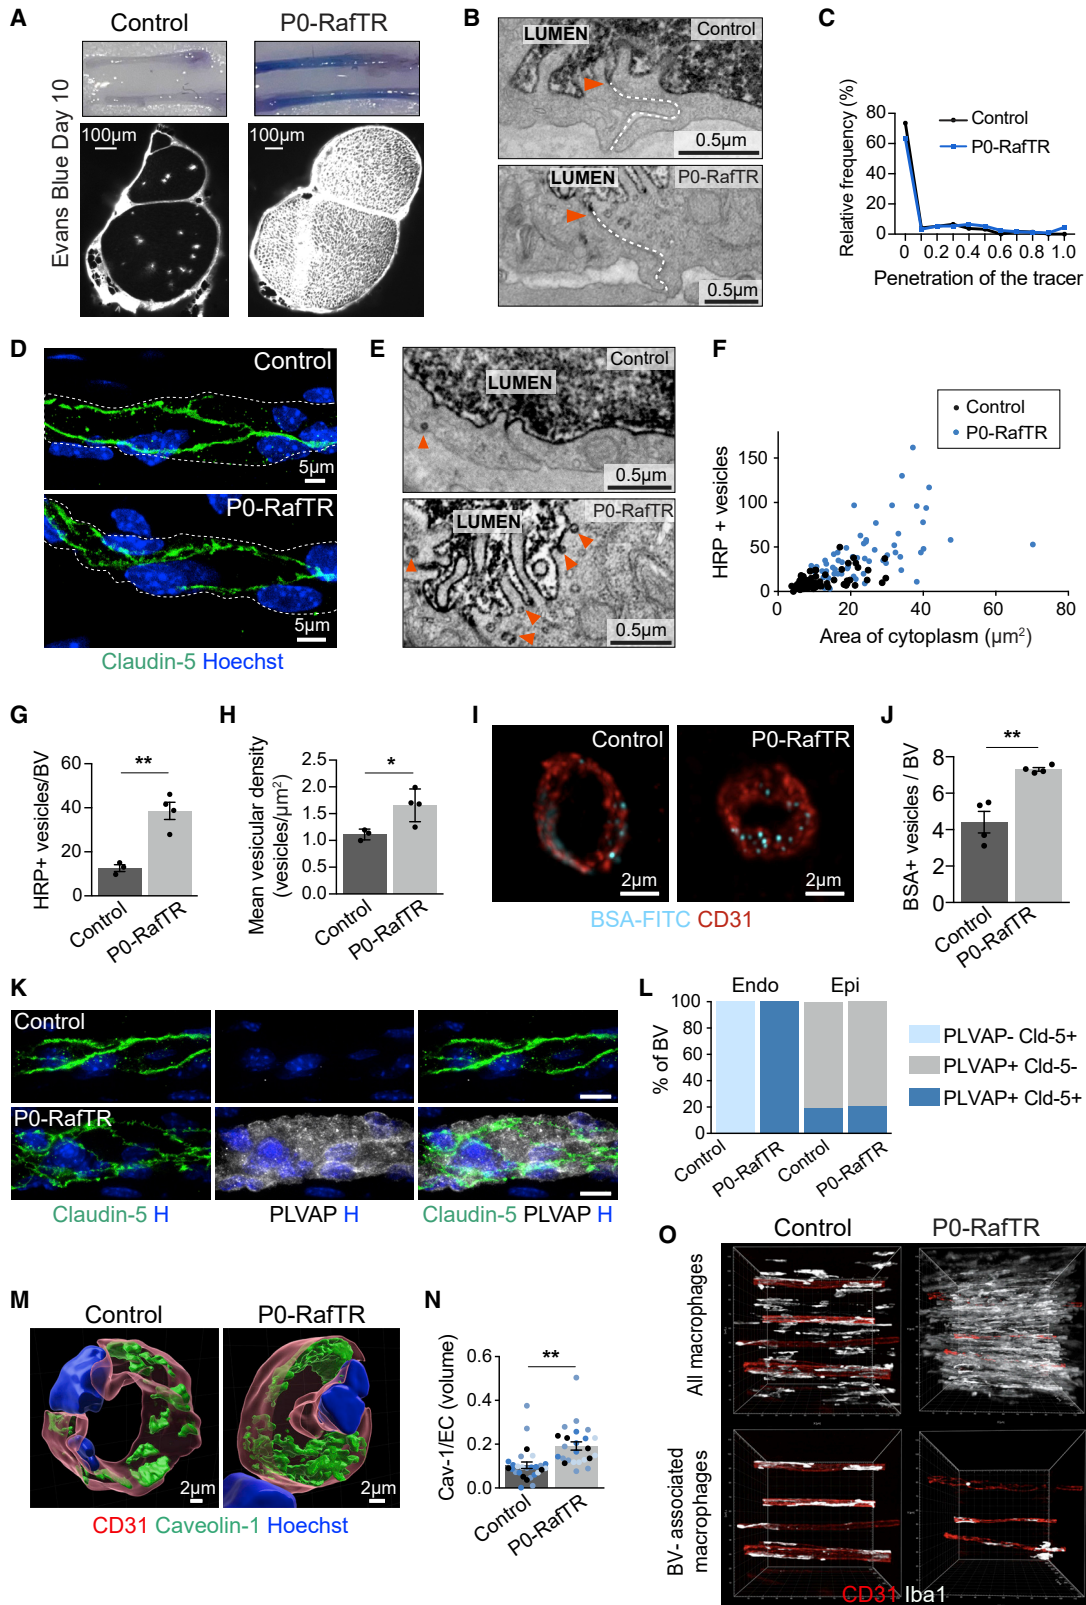 A
Control
P0-RafTR
Evans Blue Day 10
100µm
100µm
B
LUMEN
Control
0.5µm
LUMEN
P0-RafTR
0.5µm
C
Control
P0-RafTR
Relative frequency (%)
80
60
40
20
0
0 0.2 0.4 0.6 0.8 1.0
Penetration of the tracer
D
Control
5µm
P0-RafTR
5µm
Claudin-5 Hoechst
E
Control
LUMEN
0.5µm
P0-RafTR
LUMEN
0.5µm
F
Control
P0-RafTR
HRP + vesicles
150
100
50
0
0 20 40 60 80
Area of cytoplasm (µm²)
G
HRP+ vesicles/BV
60
40
20
0
**
Control
P0-RafTR
H
Mean vesicular density
(vesicles/µm²)
2.5
2.0
1.5
1.0
0.5
0.0
*
Control
P0-RafTR
I
Control
2µm
P0-RafTR
2µm
BSA-FITC CD31
J
BSA+ vesicles / BV
8
6
4
2
0
**
Control
P0-RafTR
K
Control
P0-RafTR
Claudin-5 H
PLVAP H
Claudin-5 PLVAP H
L
Endo Epi
% of BV
100
80
60
40
20
0
Control
P0-RafTR
Control
P0-RafTR
PLVAP- Cld-5+
PLVAP+ Cld-5-
PLVAP+ Cld-5+
M
Control
P0-RafTR
2µm
2µm
CD31 Caveolin-1 Hoechst
N
Cav-1/EC (volume)
0.6
0.4
0.2
0.0
**
Control
P0-RafTR
O
Control
P0-RafTR
All macrophages
BV- associated
macrophages
CD31 Iba1